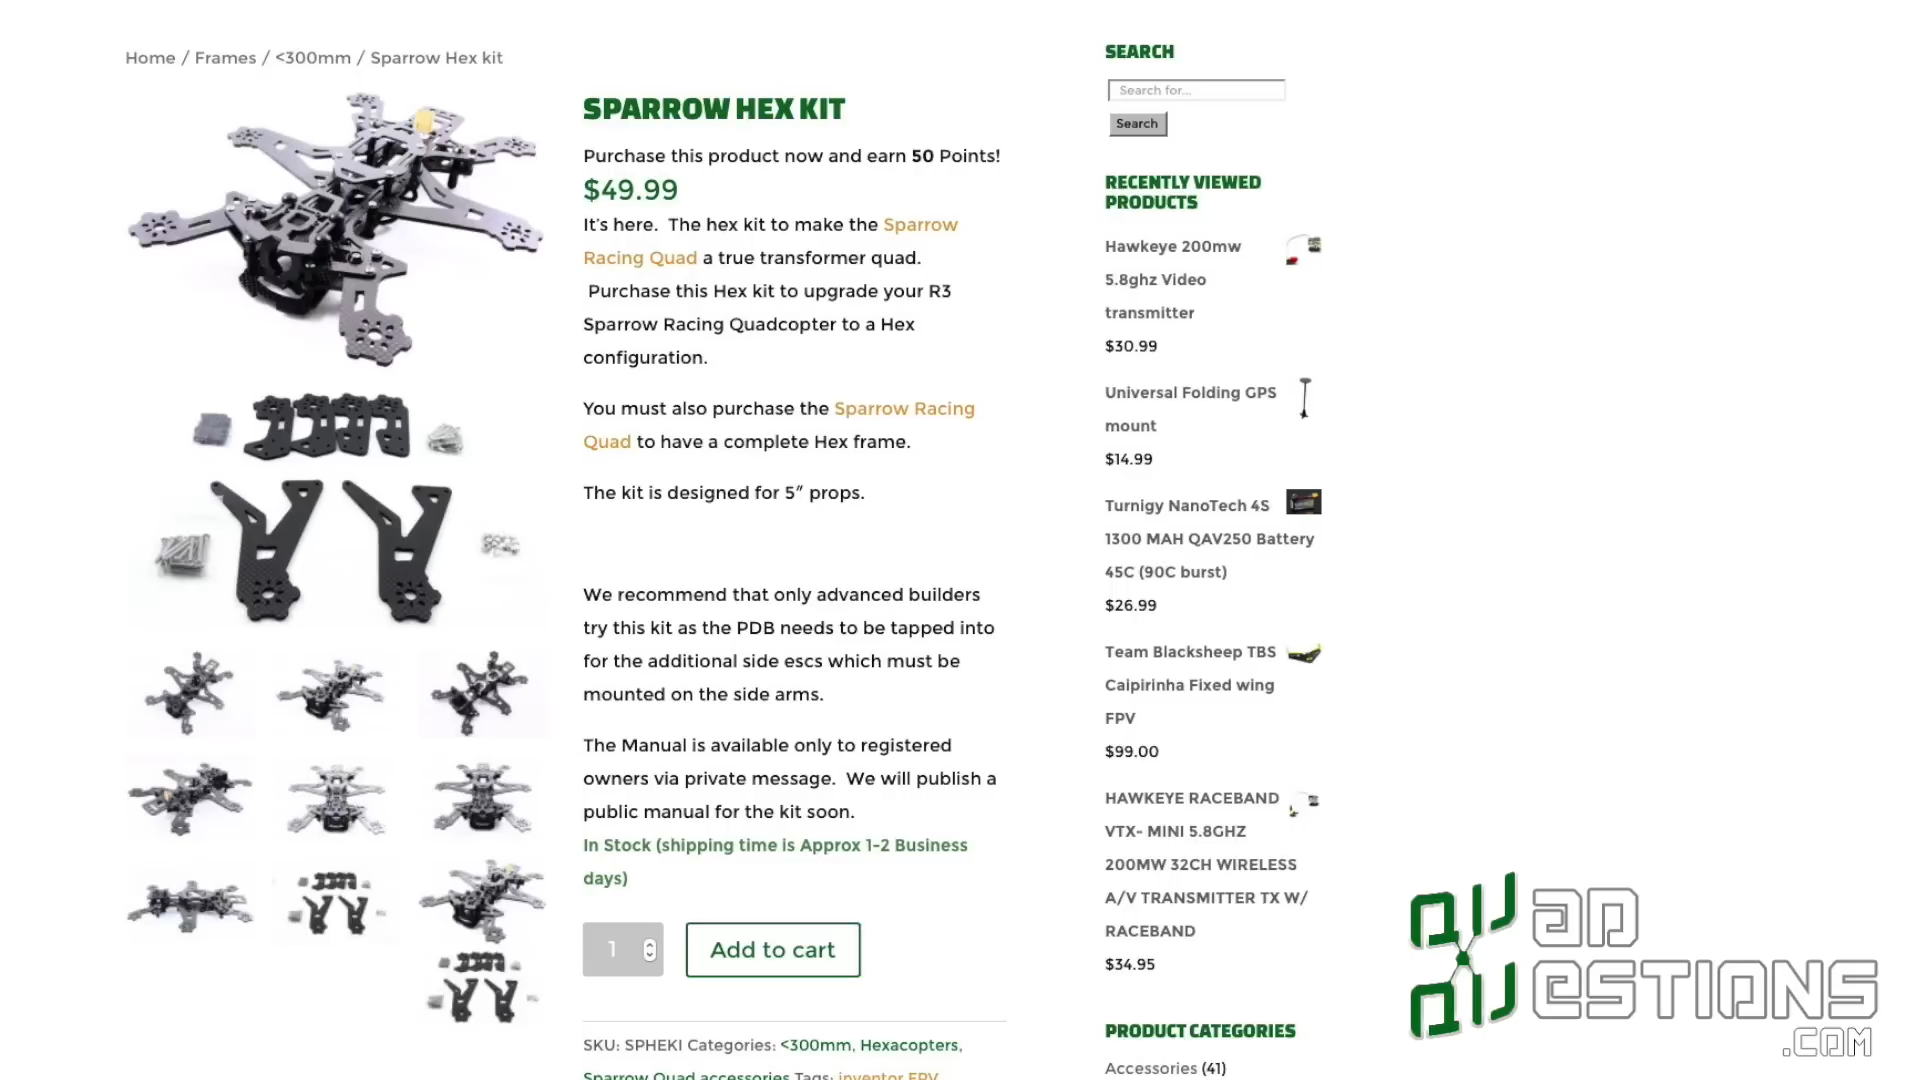 Home / Frames / <300mm / Sparrow Hex kit
SPARROW HEX KIT
Purchase this product now and earn 50 Points!
$49.99
It's here.  The hex kit to make the Sparrow
Racing Quad a true transformer quad.
Purchase this Hex kit to upgrade your R3
Sparrow Racing Quadcopter to a Hex
configuration.
You must also purchase the Sparrow Racing
Quad to have a complete Hex frame.
The kit is designed for 5″ props.
We recommend that only advanced builders
try this kit as the PDB needs to be tapped into
for the additional side escs which must be
mounted on the side arms.
The Manual is available only to registered
owners via private message.  We will publish a
public manual for the kit soon.
In Stock (shipping time is Approx 1-2 Business
days)
1
Add to cart
SKU: SPHEKI Categories: <300mm, Hexacopters,
Sparrow Quad accessories Tags: inventor FPV
SEARCH
Search for...
Search
RECENTLY VIEWED
PRODUCTS
Hawkeye 200mw
5.8ghz Video
transmitter
$30.99
Universal Folding GPS
mount
$14.99
Turnigy NanoTech 4S
1300 MAH QAV250 Battery
45C (90C burst)
$26.99
Team Blacksheep TBS
Caipirinha Fixed wing
FPV
$99.00
HAWKEYE RACEBAND
VTX- MINI 5.8GHZ
200MW 32CH WIRELESS
A/V TRANSMITTER TX W/
RACEBAND
$34.95
PRODUCT CATEGORIES
Accessories (41)
QUAD
QUESTIONS
.COM